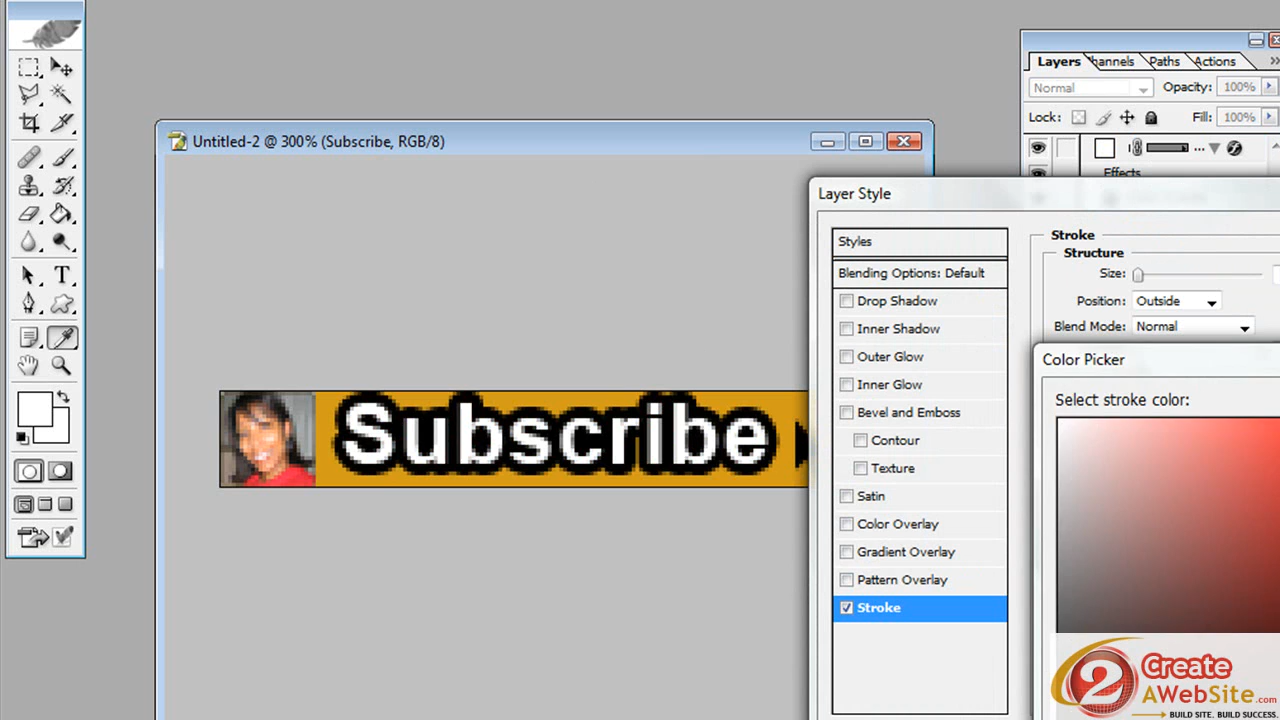 Untitled-2 @ 300% (Subscribe, RGB/8)
Subscribe
Layers
Channels
Paths
Actions
Normal
Opacity: 100%
Lock:
Fill: 100%
Effects
Layer Style
Styles
Blending Options: Default
Drop Shadow
Inner Shadow
Outer Glow
Inner Glow
Bevel and Emboss
Contour
Texture
Satin
Color Overlay
Gradient Overlay
Pattern Overlay
Stroke
Stroke
Structure
Size:
Position: Outside
Blend Mode: Normal
Color Picker
Select stroke color:
T
2 Create
AWebSite.com
BUILD SITE. BUILD SUCCESS.